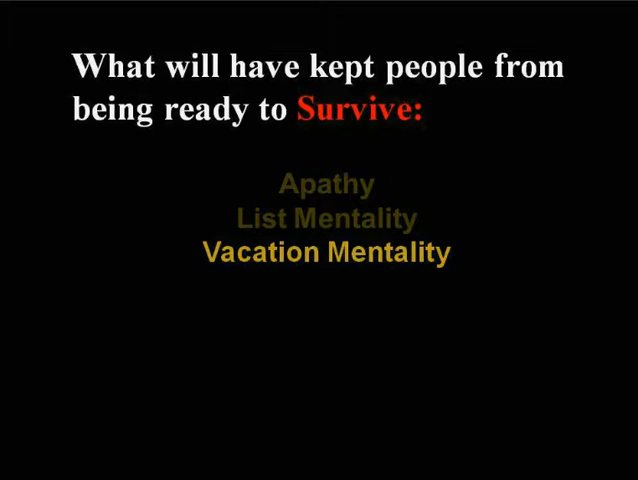 What will have kept people from
being ready to Survive:
Apathy
List Mentality
Vacation Mentality